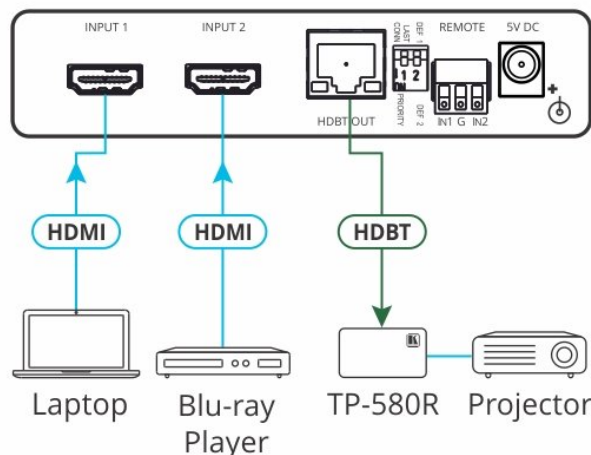 INPUT 1
INPUT 2
LAST CONN
DEF 1
REMOTE
5V DC
1 2
ON
HDBT OUT
PRIORITY
DEF 2
IN1 G IN2
+
HDMI
HDMI
HDBT
K
Laptop
Blu-ray
Player
TP-580R
Projector